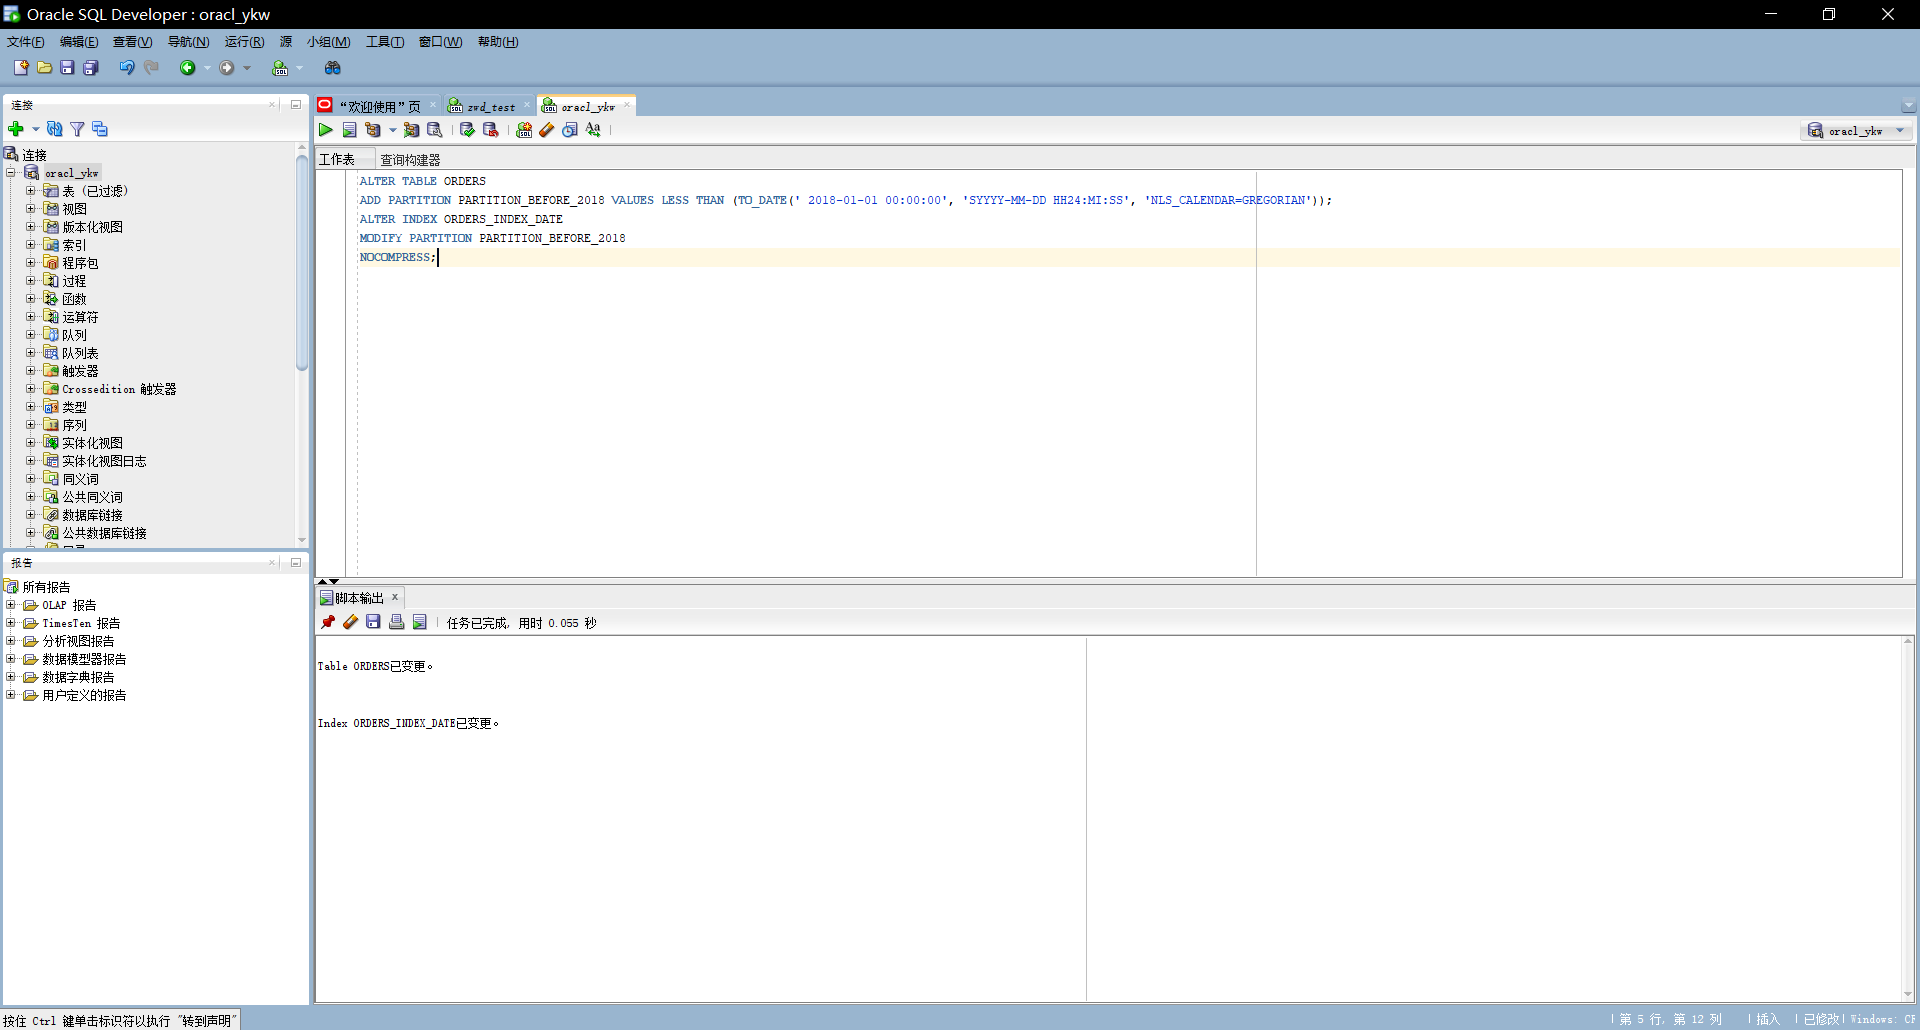 Oracle SQL Developer : oracl_ykw
文件(F) 编辑(E) 查看(V) 导航(N) 运行(R) 源 小组(M) 工具(T) 窗口(W) 帮助(H)
连接
连接
oracl_ykw
表 (已过滤)
视图
版本化视图
索引
程序包
过程
函数
运算符
队列
队列表
触发器
Crossedition 触发器
类型
序列
实体化视图
实体化视图日志
同义词
公共同义词
数据库链接
公共数据库链接
报告
所有报告
OLAP 报告
TimesTen 报告
分析视图报告
数据模型器报告
数据字典报告
用户定义的报告
“欢迎使用”页 zwd_test oracl_ykw
oracl_ykw
工作表 查询构建器
ALTER TABLE ORDERS
ADD PARTITION PARTITION_BEFORE_2018 VALUES LESS THAN (TO_DATE(' 2018-01-01 00:00:00', 'SYYYY-MM-DD HH24:MI:SS', 'NLS_CALENDAR=GREGORIAN'));
ALTER INDEX ORDERS_INDEX_DATE
MODIFY PARTITION PARTITION_BEFORE_2018
NOCOMPRESS;
脚本输出
任务已完成, 用时 0.055 秒
Table ORDERS已变更。
Index ORDERS_INDEX_DATE已变更。
按住 Ctrl 键单击标识符以执行 "转到声明"
第 5 行, 第 12 列 插入 已修改 Windows: CF